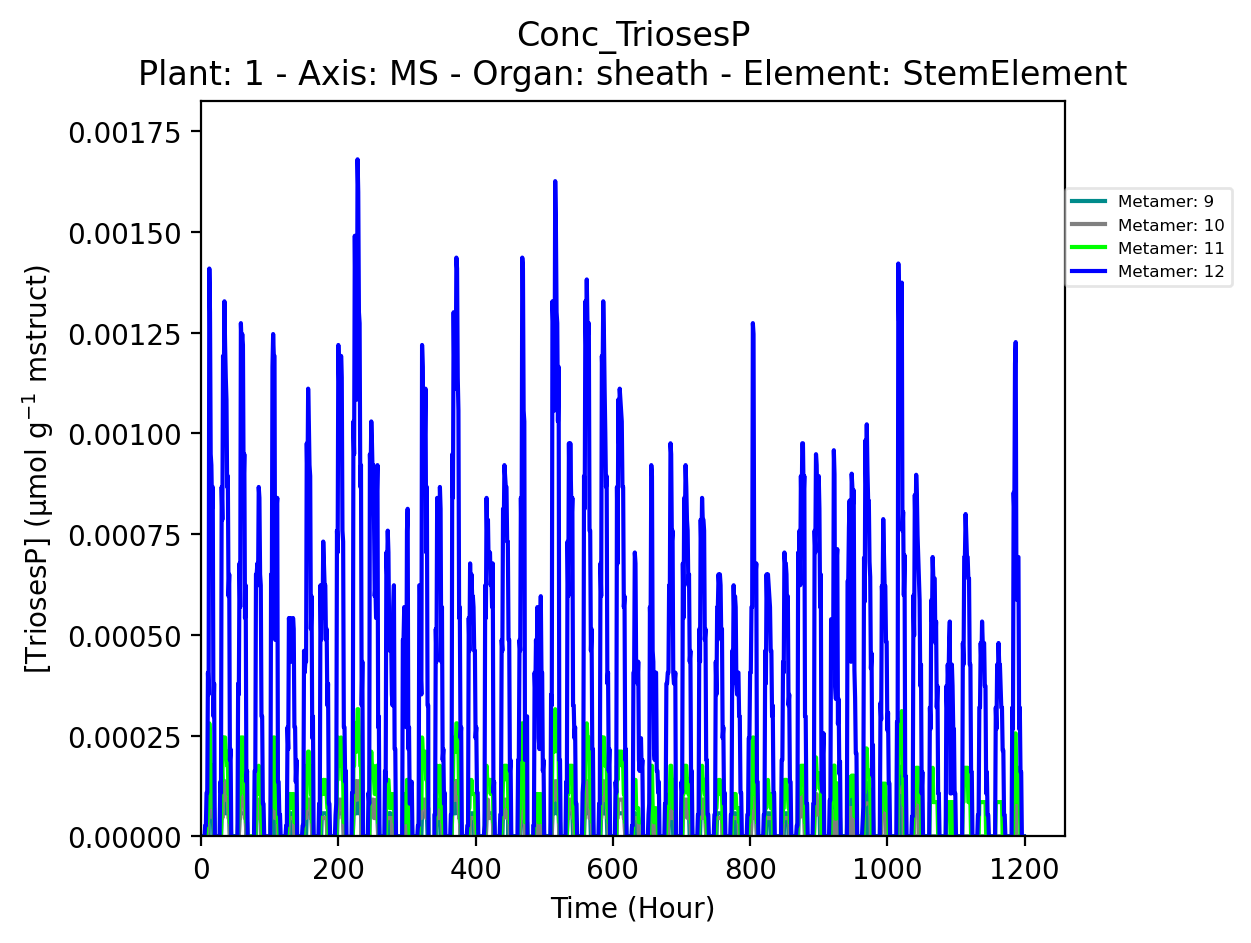 Conc_TriosesP
Plant: 1 - Axis: MS - Organ: sheath - Element: StemElement
0.00175
0.00150
0.00125
0.00100
0.00075
0.00050
0.00025
0.00000
[TriosesP] (µmol g⁻¹ mstruct)
0 200 400 600 800 1000 1200
Time (Hour)
Metamer: 9
Metamer: 10
Metamer: 11
Metamer: 12